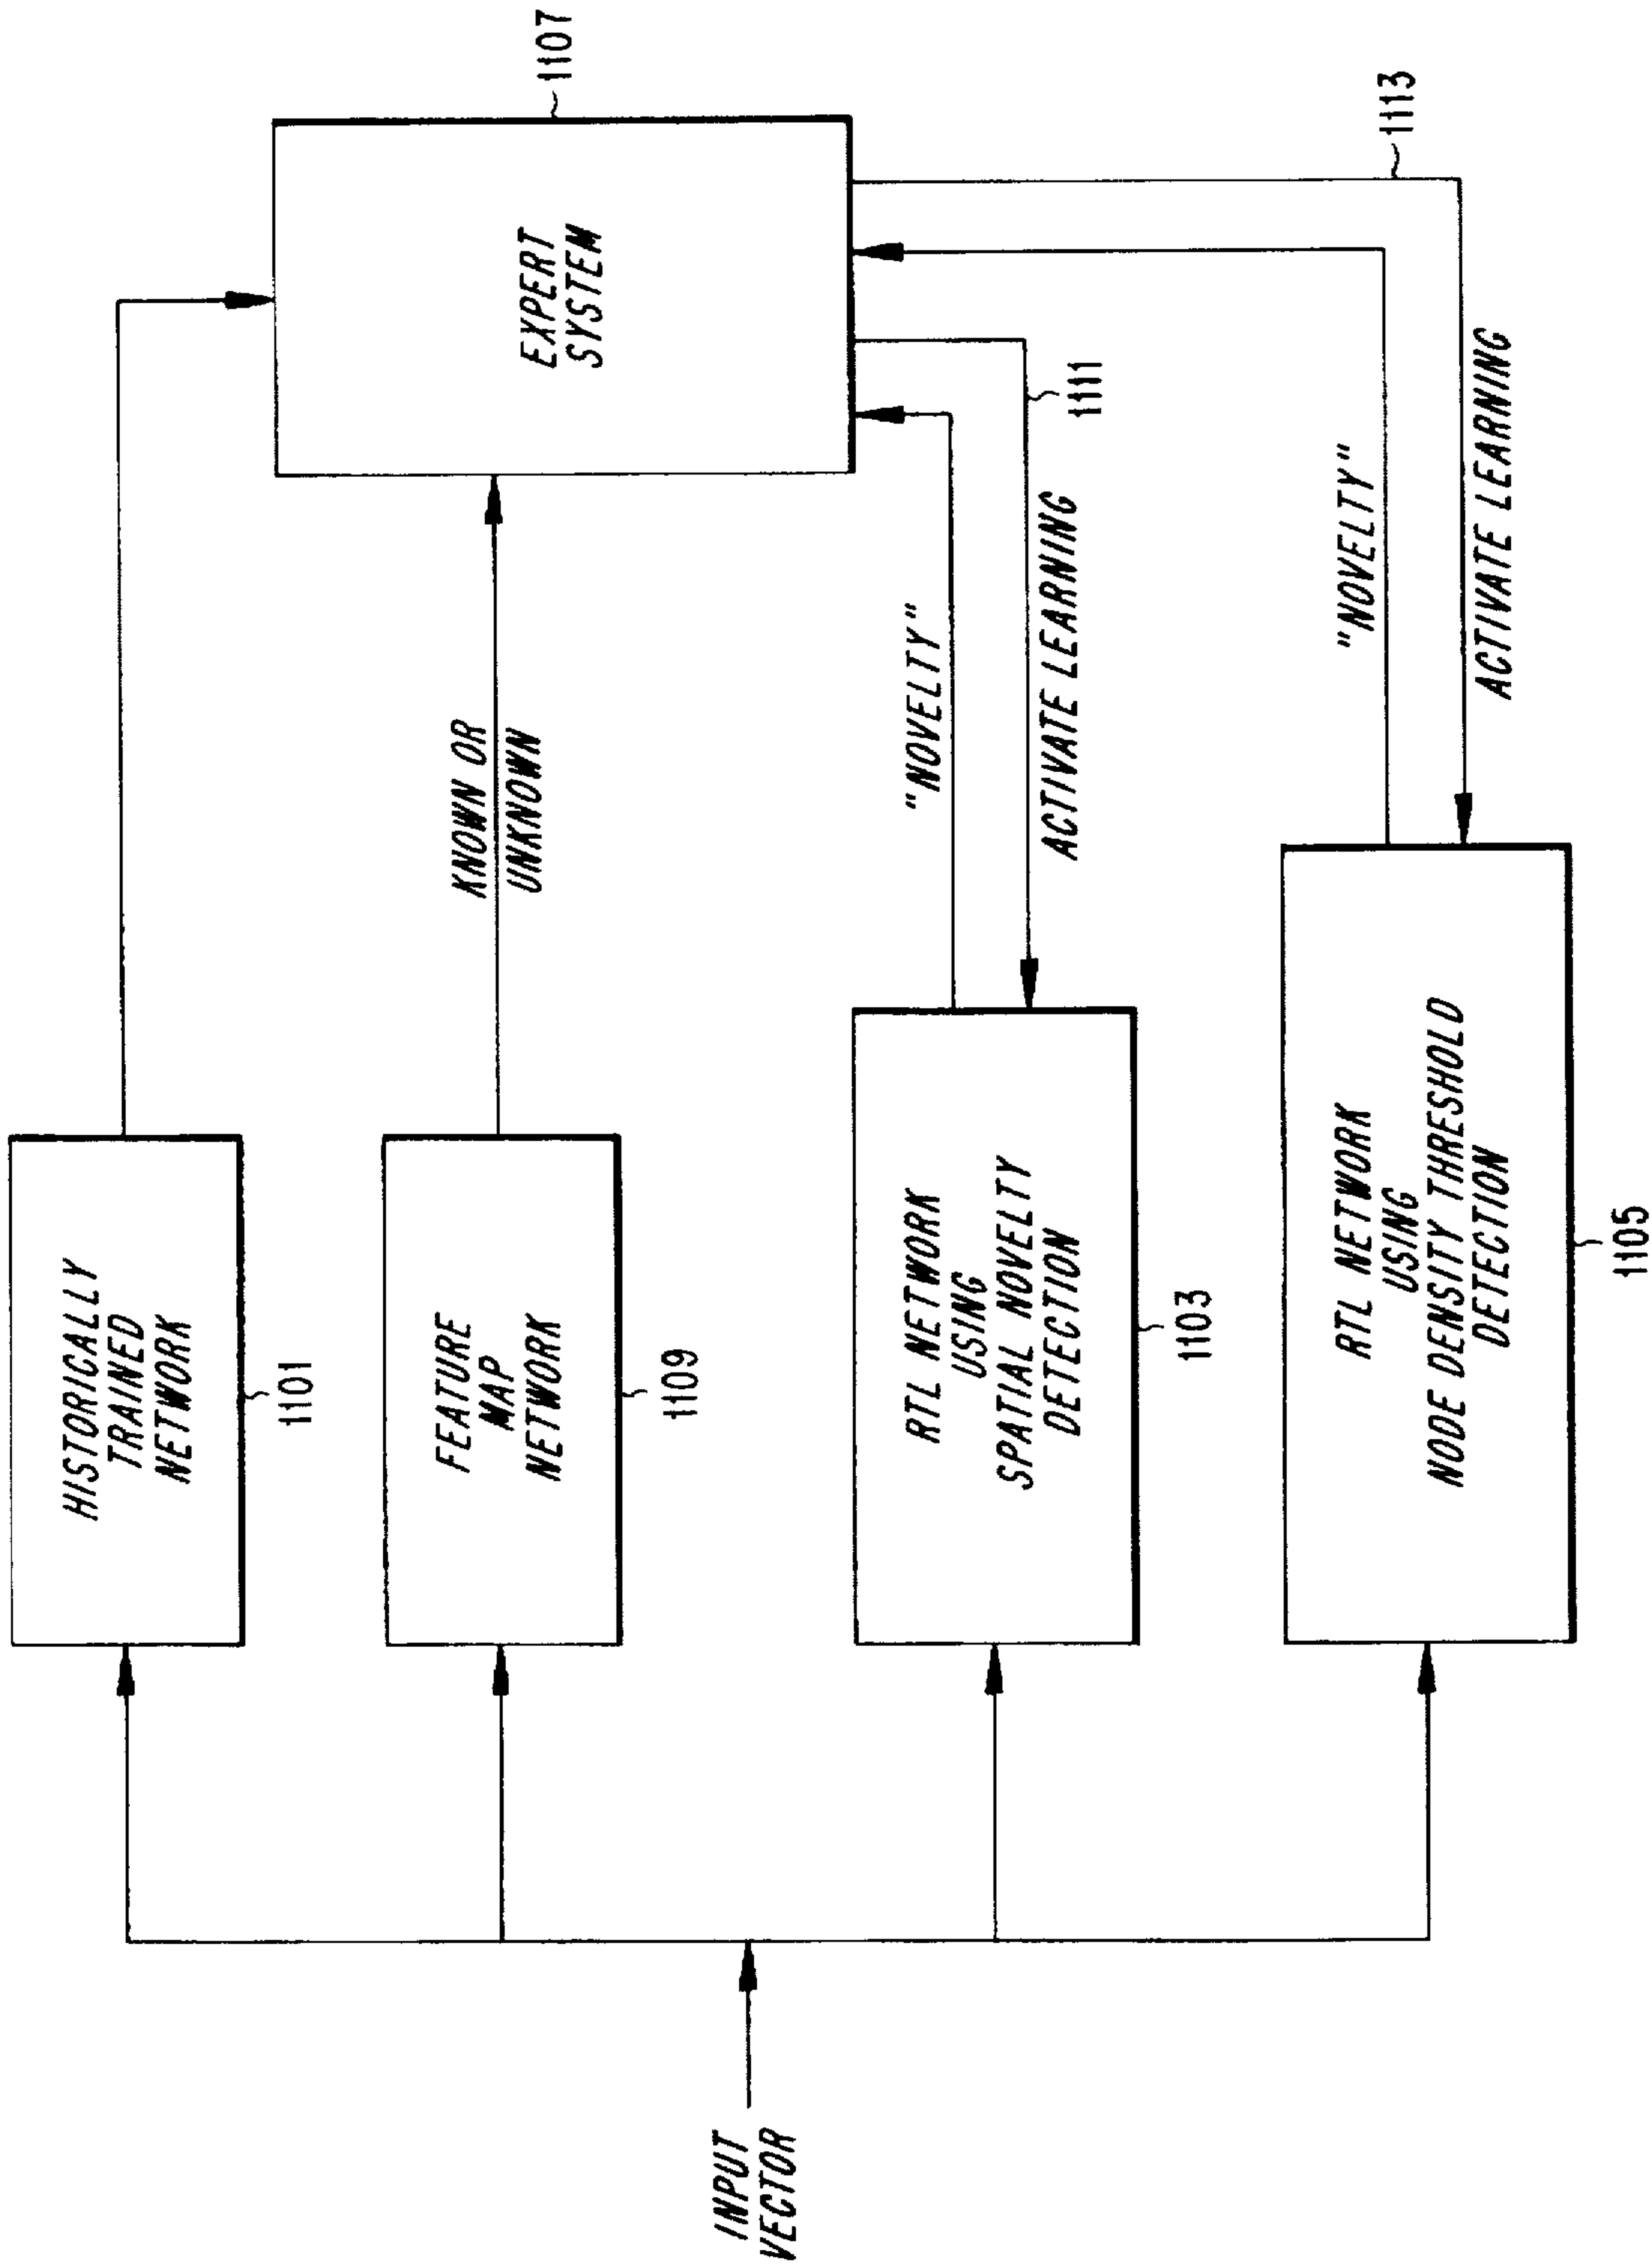 HISTORICALLY
TRAINED
NETWORK
1101
FEATURE
MAP
NETWORK
1109
KNOWN OR
UNKNOWN
EXPERT
SYSTEM
1107
INPUT
VECTOR
RTL NETWORK
USING
SPATIAL NOVELTY
DETECTION
1103
"NOVELTY"
ACTIVATE LEARNING
1111
RTL NETWORK
USING
NODE DENSITY THRESHOLD
DETECTION
1105
"NOVELTY"
ACTIVATE LEARNING
1113